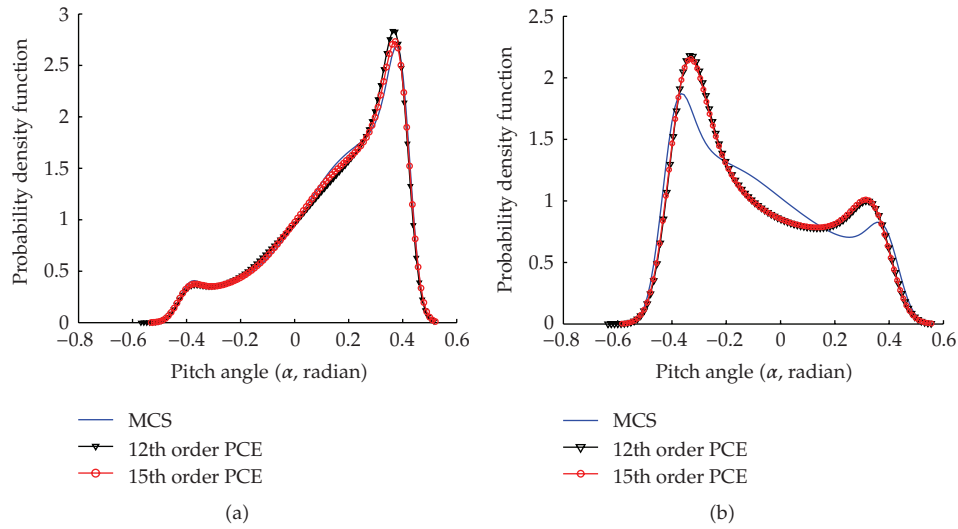 Probability density function
3
2.5
2
1.5
1
0.5
0
−0.8 −0.6 −0.4 −0.2 0 0.2 0.4 0.6
Pitch angle (α, radian)
MCS
12th order PCE
15th order PCE
(a)
Probability density function
2.5
2
1.5
1
0.5
0
−0.8 −0.6 −0.4 −0.2 0 0.2 0.4 0.6
Pitch angle (α, radian)
MCS
12th order PCE
15th order PCE
(b)